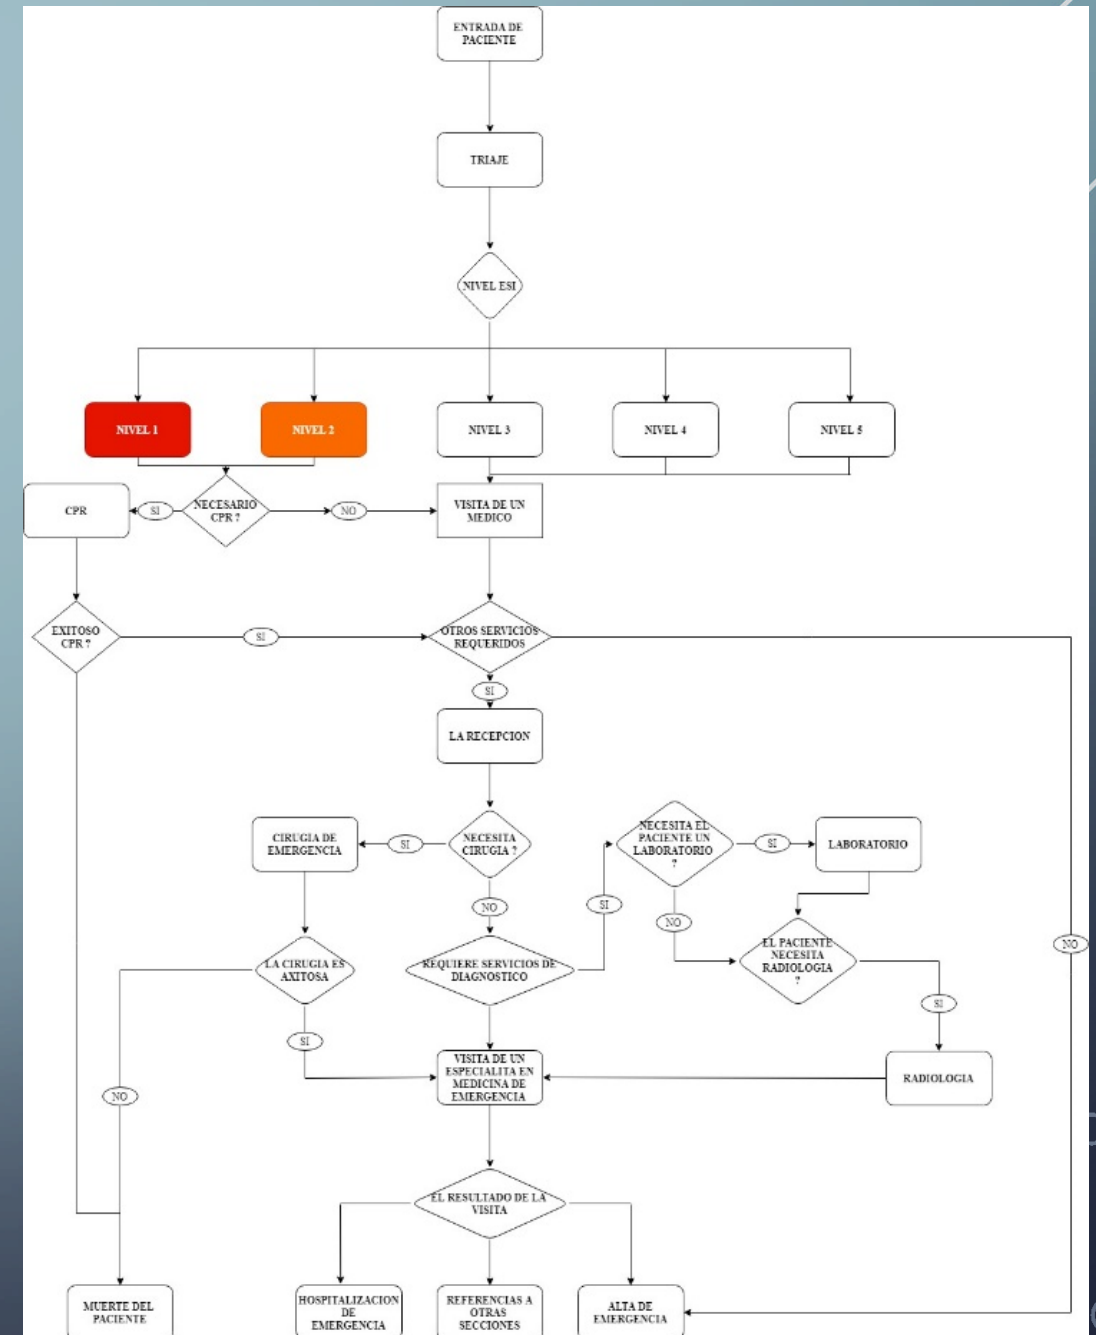 ENTRADA DE
PACIENTE
TRIAJE
NIVEL ESI
NIVEL 1
NIVEL 2
NIVEL 3
NIVEL 4
NIVEL 5
CPR
SI
NECESARIO
CPR ?
NO
VISITA DE UN
MEDICO
EXITOSO
CPR ?
SI
OTROS SERVICIOS
REQUERIDOS
SI
LA RECEPCION
CIRUGIA DE
EMERGENCIA
SI
NECESITA
CIRUGIA ?
NECESITA EL
PACIENTE UN
LABORATORIO
?
SI
LABORATORIO
NO
SI
NO
LA CIRUGIA ES
AXITOSA
REQUIERE SERVICIOS DE
DIAGNOSTICO
EL PACIENTE
NECESITA
RADIOLOGIA
?
NO
SI
SI
NO
VISITA DE UN
ESPECIALITA EN
MEDICINA DE
EMERGENCIA
RADIOLOGIA
EL RESULTADO DE LA
VISITA
MUERTE DEL
PACIENTE
HOSPITALIZACION
DE
EMERGENCIA
REFERENCIAS A
OTRAS
SECCIONES
ALTA DE
EMERGENCIA